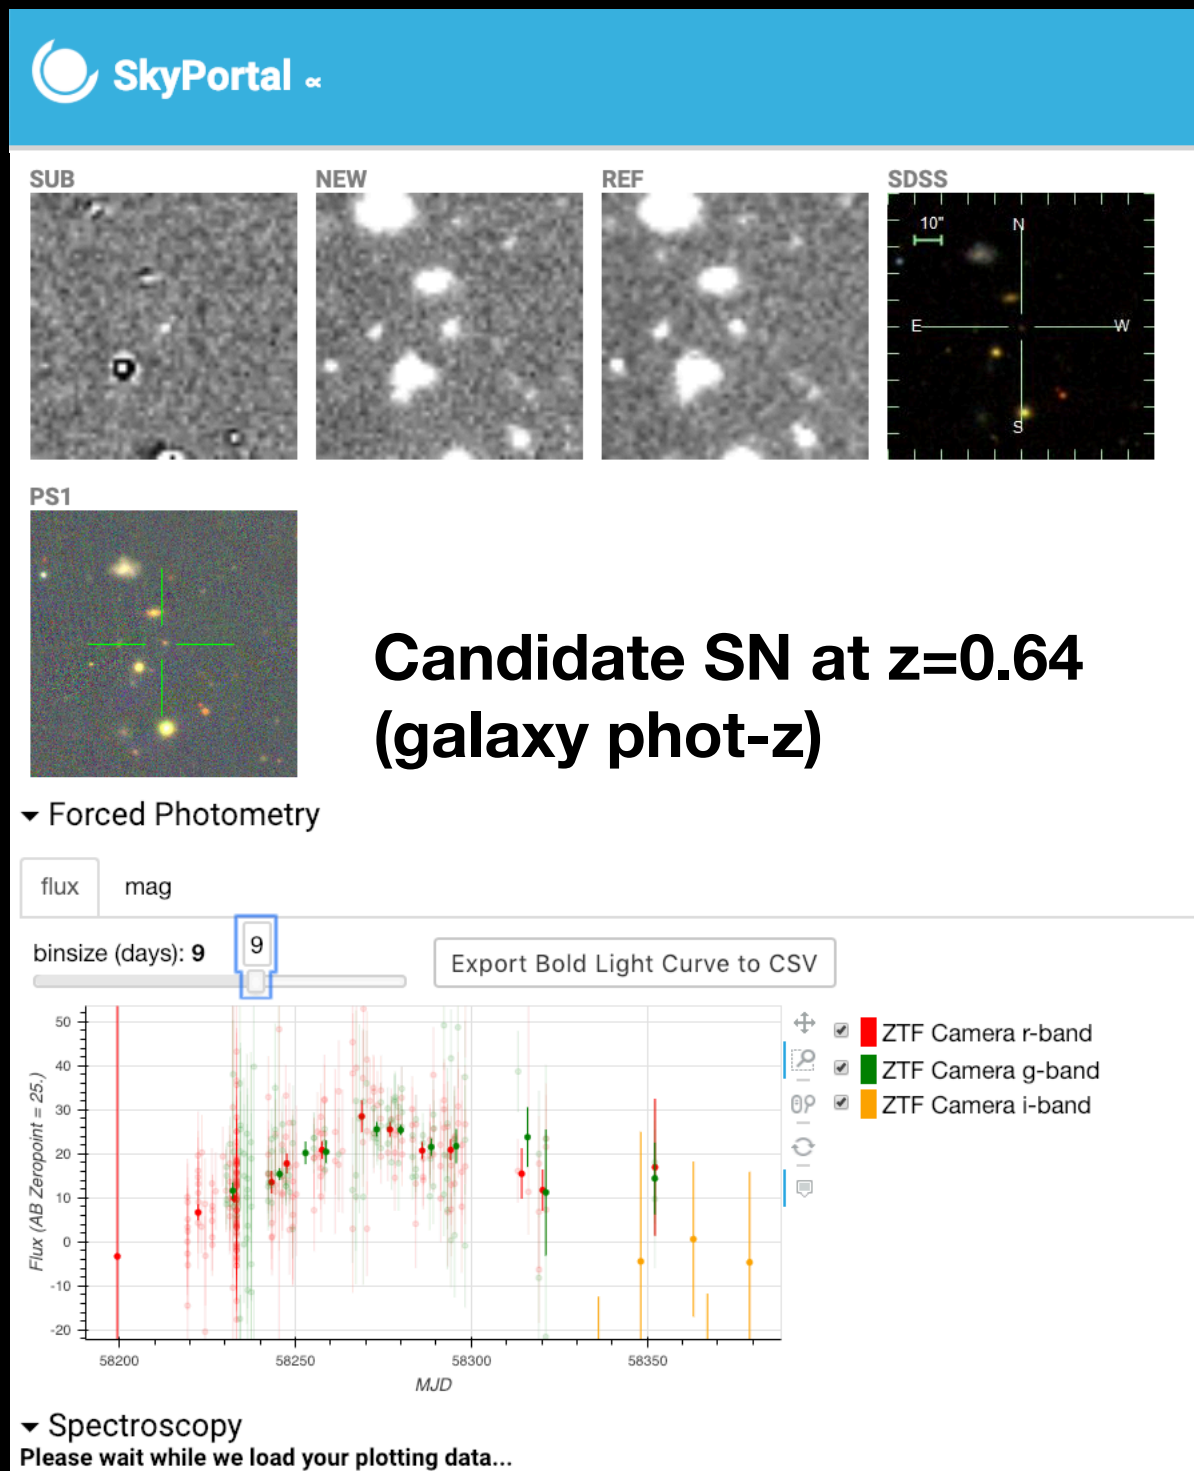 SkyPortal ∝
SUB
NEW
REF
SDSS
10"
N
E
W
S
PS1
Candidate SN at z=0.64
(galaxy phot-z)
Forced Photometry
flux
mag
binsize (days): 9
9
Export Bold Light Curve to CSV
Flux (AB Zeropoint = 25.)
50
40
30
20
10
0
-10
-20
58200
58250
58300
58350
MJD
ZTF Camera r-band
ZTF Camera g-band
ZTF Camera i-band
Spectroscopy
Please wait while we load your plotting data...